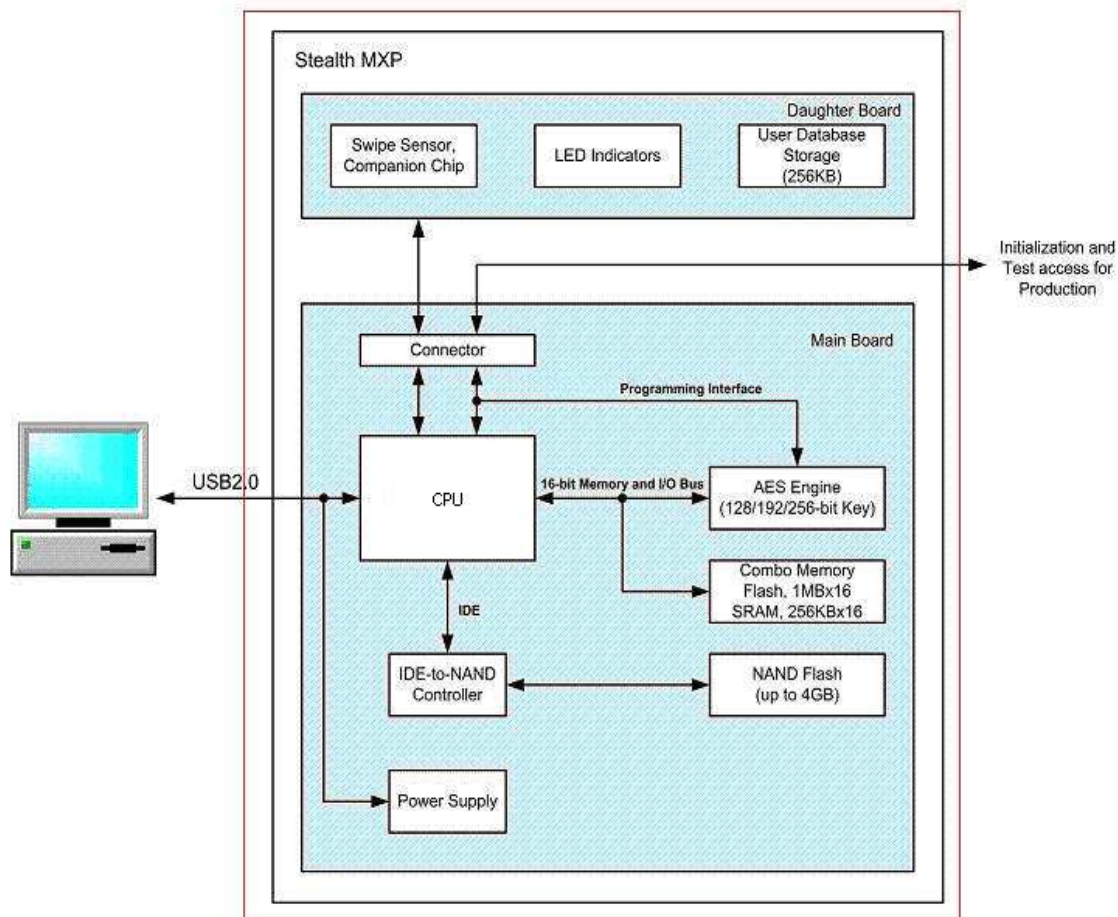 Stealth MXP
Daughter Board
Swipe Sensor,
Companion Chip
LED Indicators
User Database
Storage
(256KB)
Initialization and
Test access for
Production
Main Board
Connector
Programming Interface
USB2.0
CPU
16-bit Memory and I/O Bus
AES Engine
(128/192/256-bit Key)
Combo Memory
Flash, 1MBx16
SRAM, 256KBx16
IDE
IDE-to-NAND
Controller
NAND Flash
(up to 4GB)
Power Supply